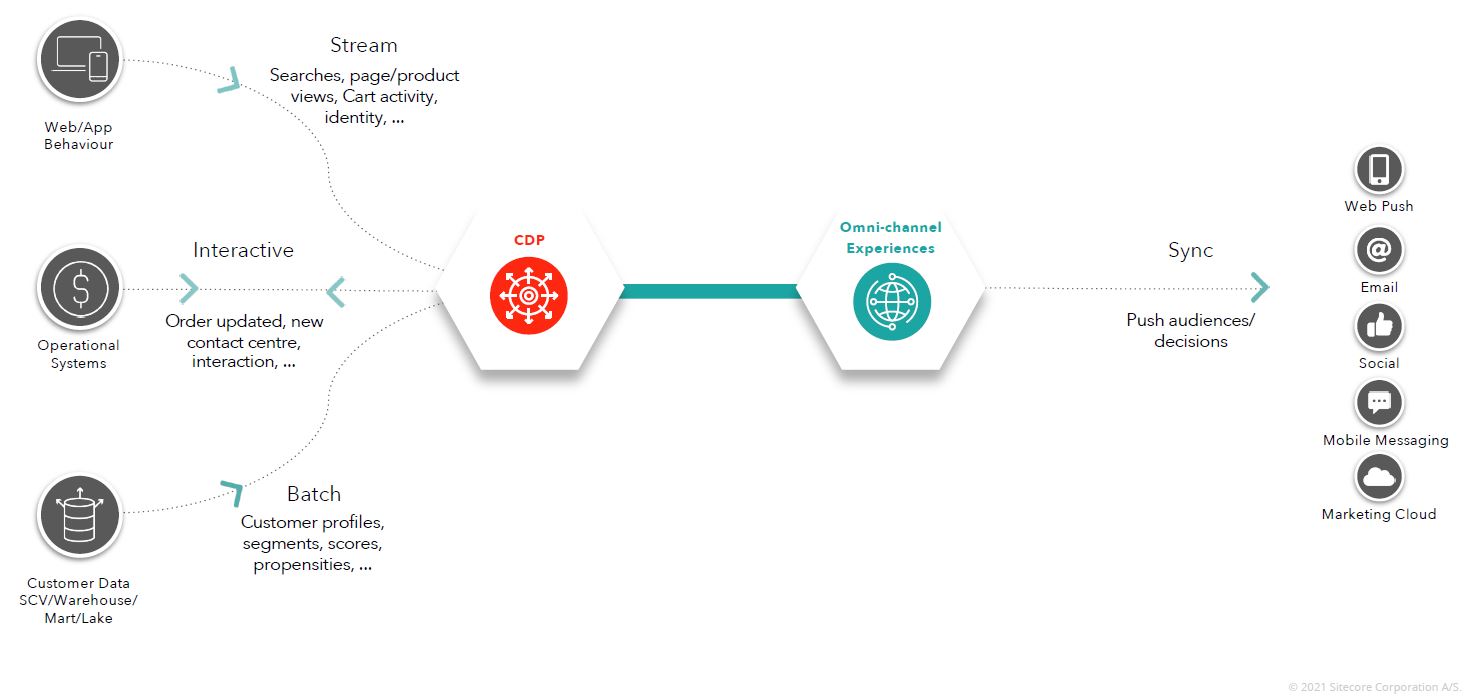 Stream
Searches, page/product
views, Cart activity,
identity, ...
Web/App
Behaviour
Interactive
Order updated, new
contact centre,
interaction, ...
Operational
Systems
Batch
Customer profiles,
segments, scores,
propensities, ...
Customer Data
SCV/Warehouse/
Mart/Lake
CDP
Omni-channel
Experiences
Sync
Push audiences/
decisions
Web Push
@
Email
Social
Mobile Messaging
Marketing Cloud
© 2021 Sitecore Corporation A/S.